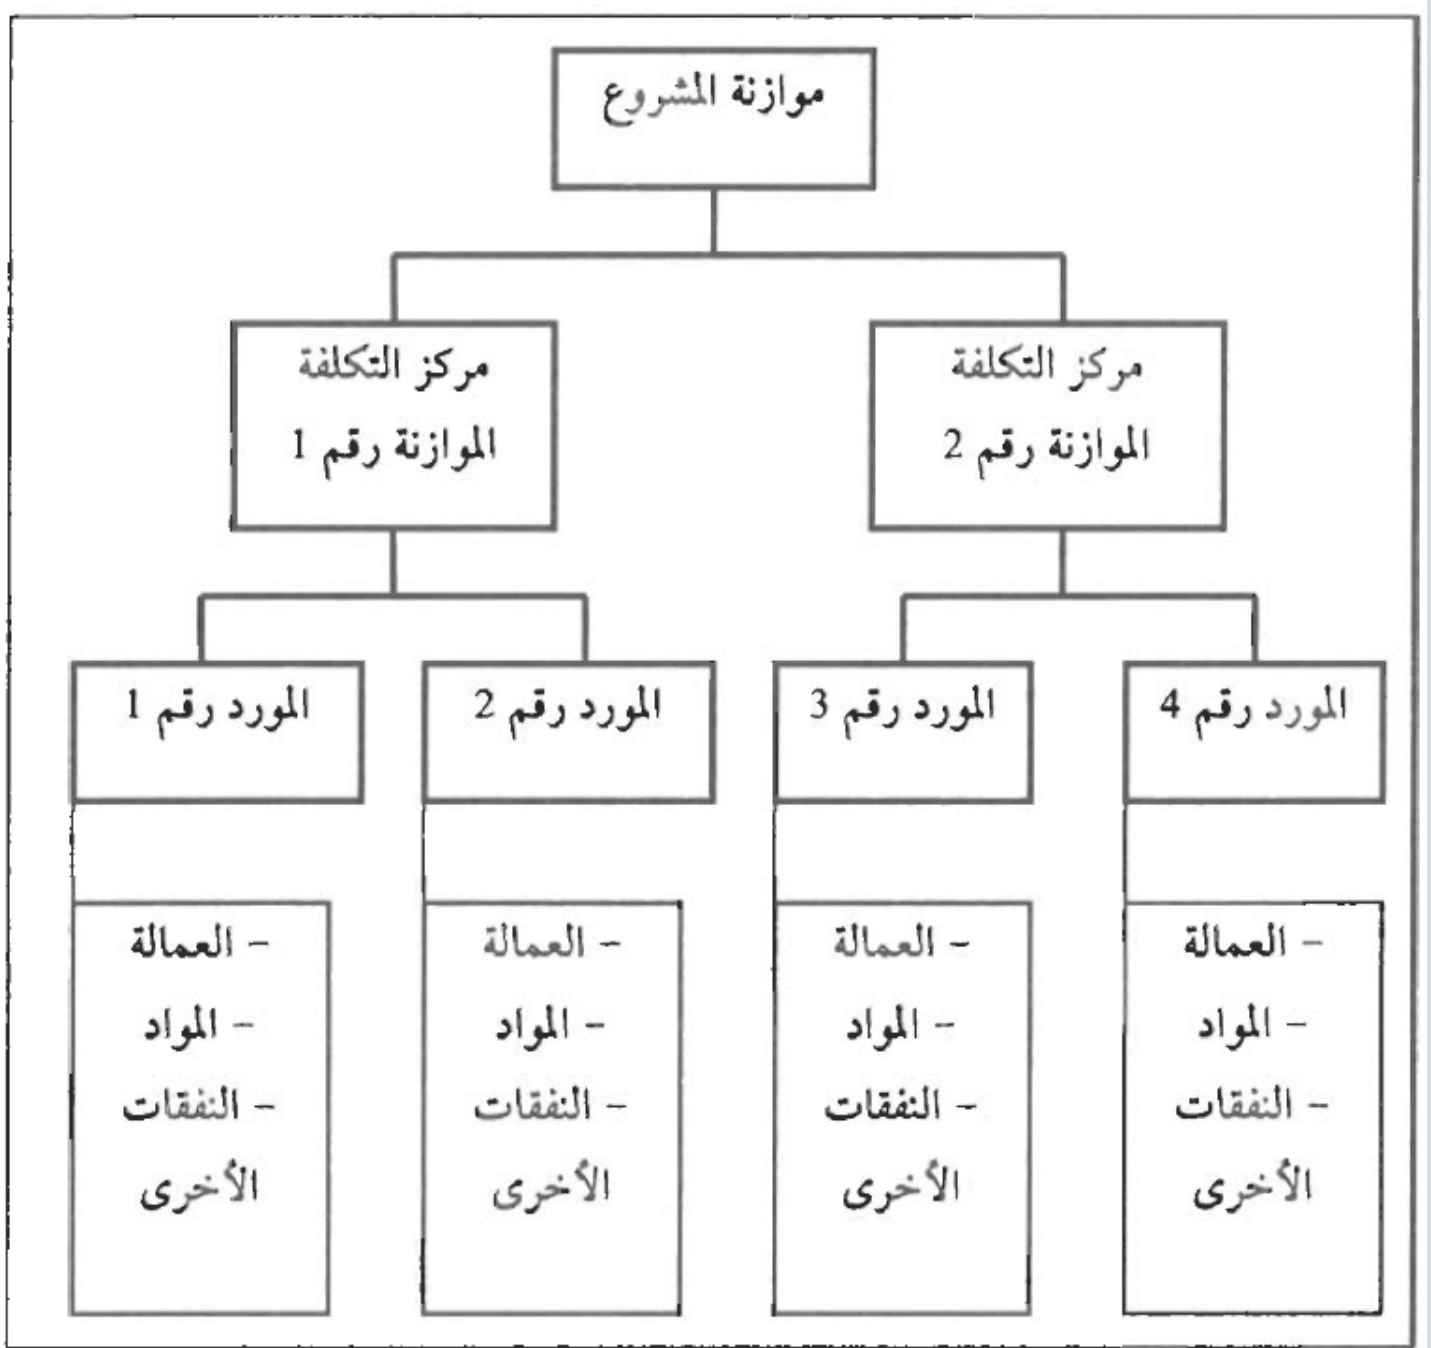 موازنة المشروع
مركز التكلفة
الموازنة رقم 2
مركز التكلفة
الموازنة رقم 1
المورد رقم 4
المورد رقم 3
المورد رقم 2
المورد رقم 1
- العمالة
- المواد
- النفقات
الأخرى
- العمالة
- المواد
- النفقات
الأخرى
- العمالة
- المواد
- النفقات
الأخرى
- العمالة
- المواد
- النفقات
الأخرى